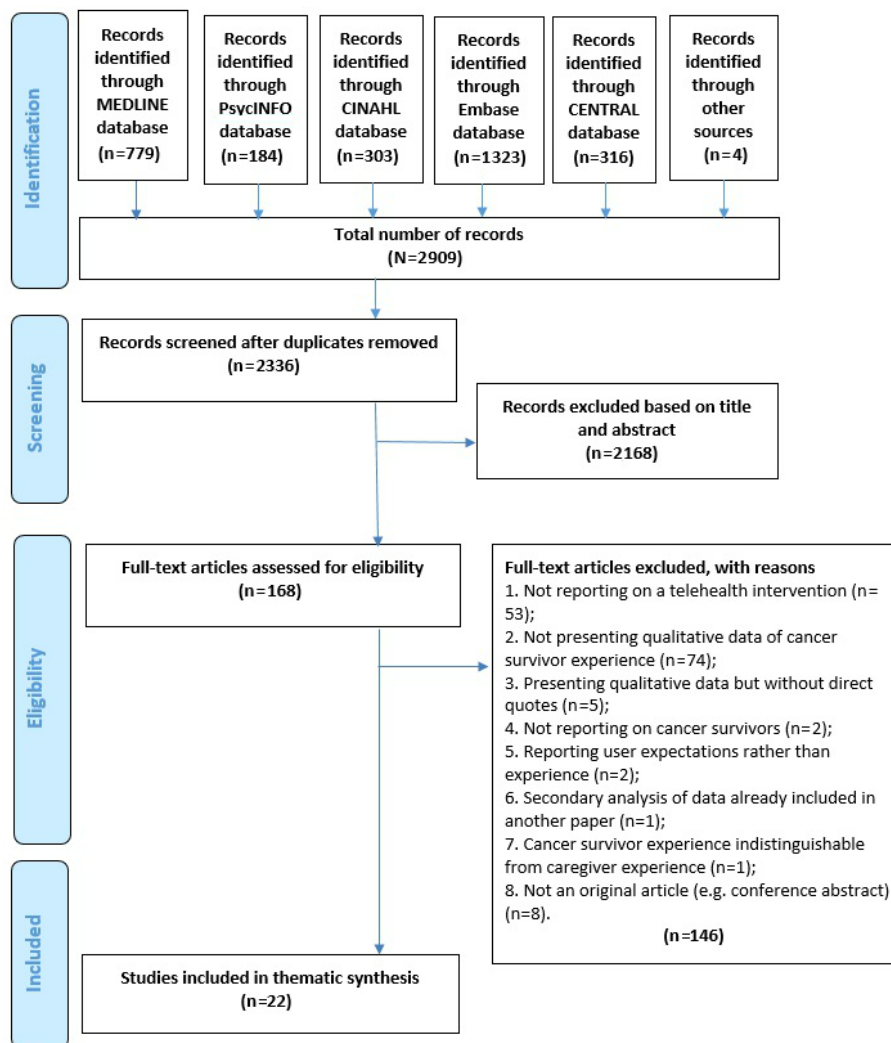 Identification
Records
identified
through
MEDLINE
database
(n=779)
Records
identified
through
PsycINFO
database
(n=184)
Records
identified
through
CINAHL
database
(n=303)
Records
identified
through
Embase
database
(n=1323)
Records
identified
through
CENTRAL
database
(n=316)
Records
identified
through
other
sources
(n=4)
Total number of records
(N=2909)
Screening
Records screened after duplicates removed
(n=2336)
Records excluded based on title
and abstract
(n=2168)
Eligibility
Full-text articles assessed for eligibility
(n=168)
Full-text articles excluded, with reasons
1. Not reporting on a telehealth intervention (n=
53);
2. Not presenting qualitative data of cancer
survivor experience (n=74);
3. Presenting qualitative data but without direct
quotes (n=5);
4. Not reporting on cancer survivors (n=2);
5. Reporting user expectations rather than
experience (n=2);
6. Secondary analysis of data already included in
another paper (n=1);
7. Cancer survivor experience indistinguishable
from caregiver experience (n=1);
8. Not an original article (e.g. conference abstract)
(n=8).
(n=146)
Included
Studies included in thematic synthesis
(n=22)